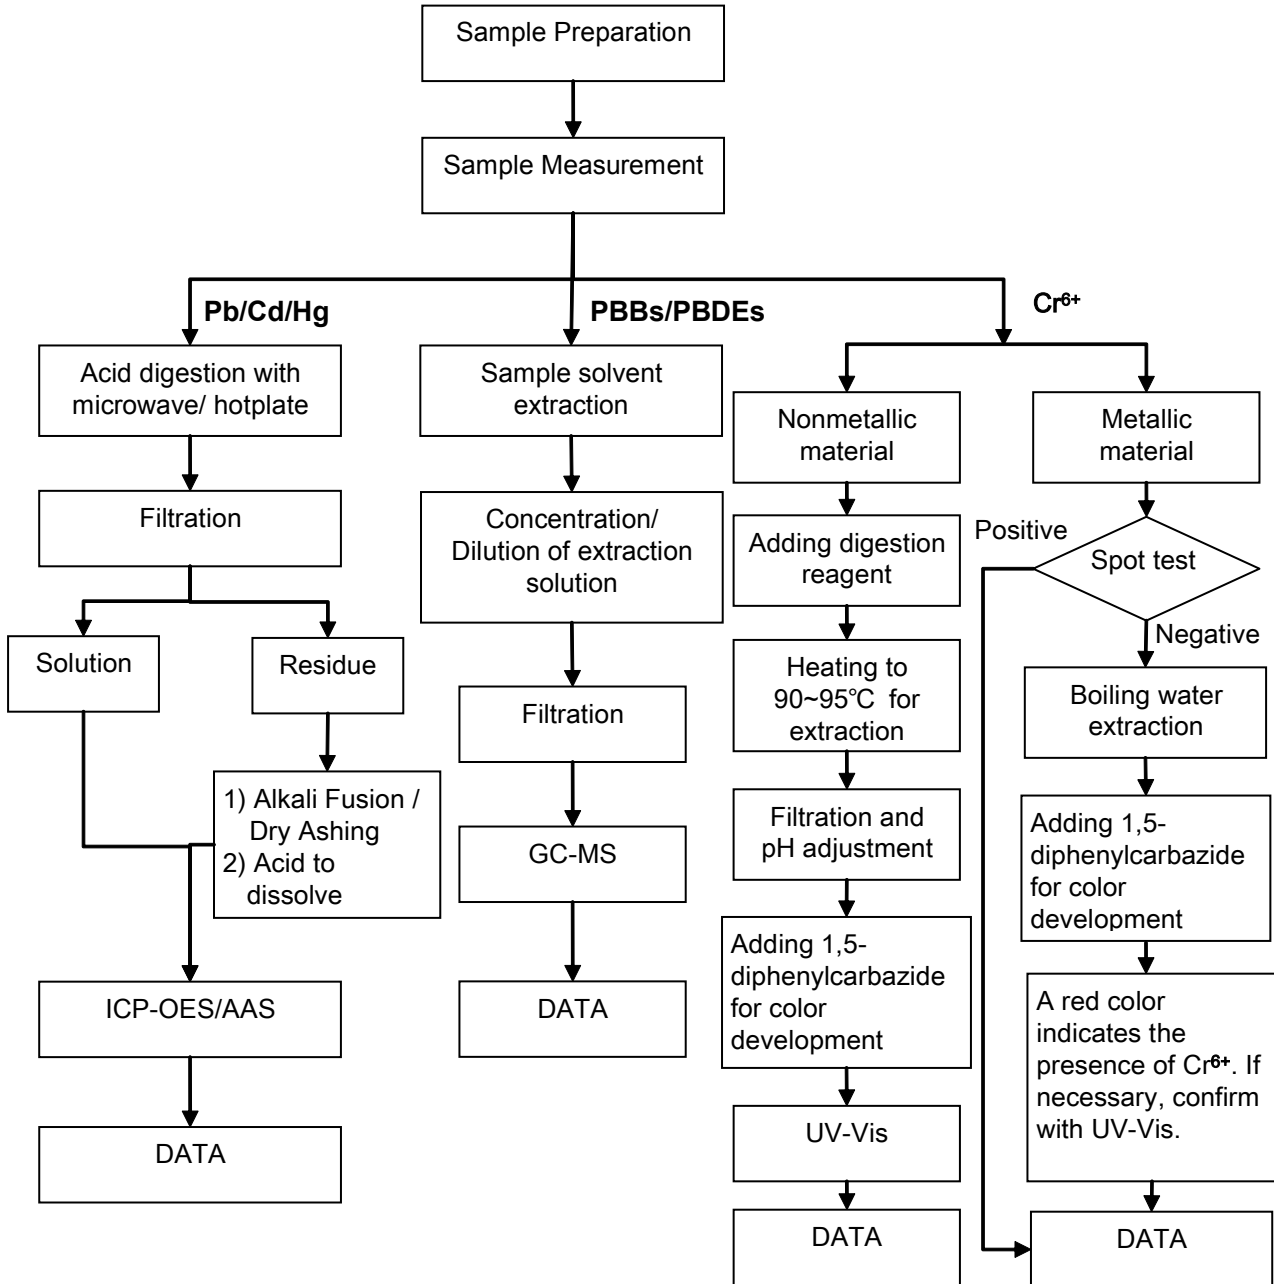 Sample Preparation
Sample Measurement
Pb/Cd/Hg
PBBs/PBDEs
Cr⁶⁺
Acid digestion with
microwave/ hotplate
Filtration
Solution
Residue
1) Alkali Fusion /
Dry Ashing
2) Acid to
dissolve
ICP-OES/AAS
DATA
Sample solvent
extraction
Concentration/
Dilution of extraction
solution
Filtration
GC-MS
DATA
Nonmetallic
material
Adding digestion
reagent
Heating to
90~95℃ for
extraction
Filtration and
pH adjustment
Adding 1,5-
diphenylcarbazide
for color
development
UV-Vis
DATA
Metallic
material
Positive
Spot test
Negative
Boiling water
extraction
Adding 1,5-
diphenylcarbazide
for color
development
A red color
indicates the
presence of Cr⁶⁺. If
necessary, confirm
with UV-Vis.
DATA